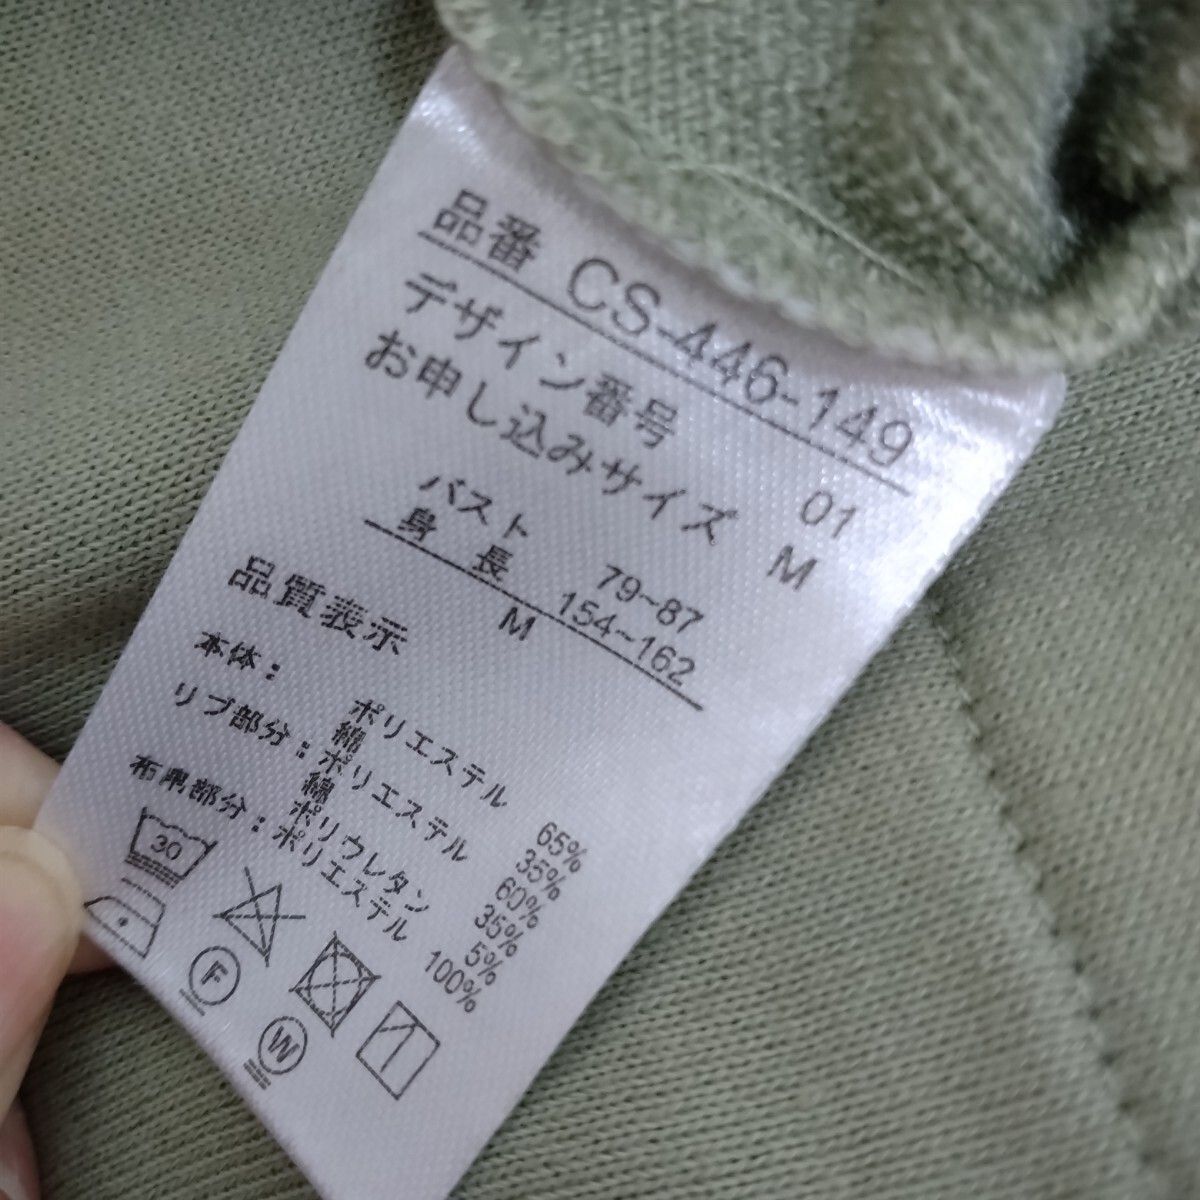 品番 CS-446-149
デザイン番号 01
お申し込みサイズ M
バスト 79~87
身長 154~162
M
品質表示
本体: ポリエステル 65%
綿 35%
リブ部分: ポリエステル 60%
綿 35%
ポリウレタン 5%
布帛部分: ポリエステル 100%
30
F
W